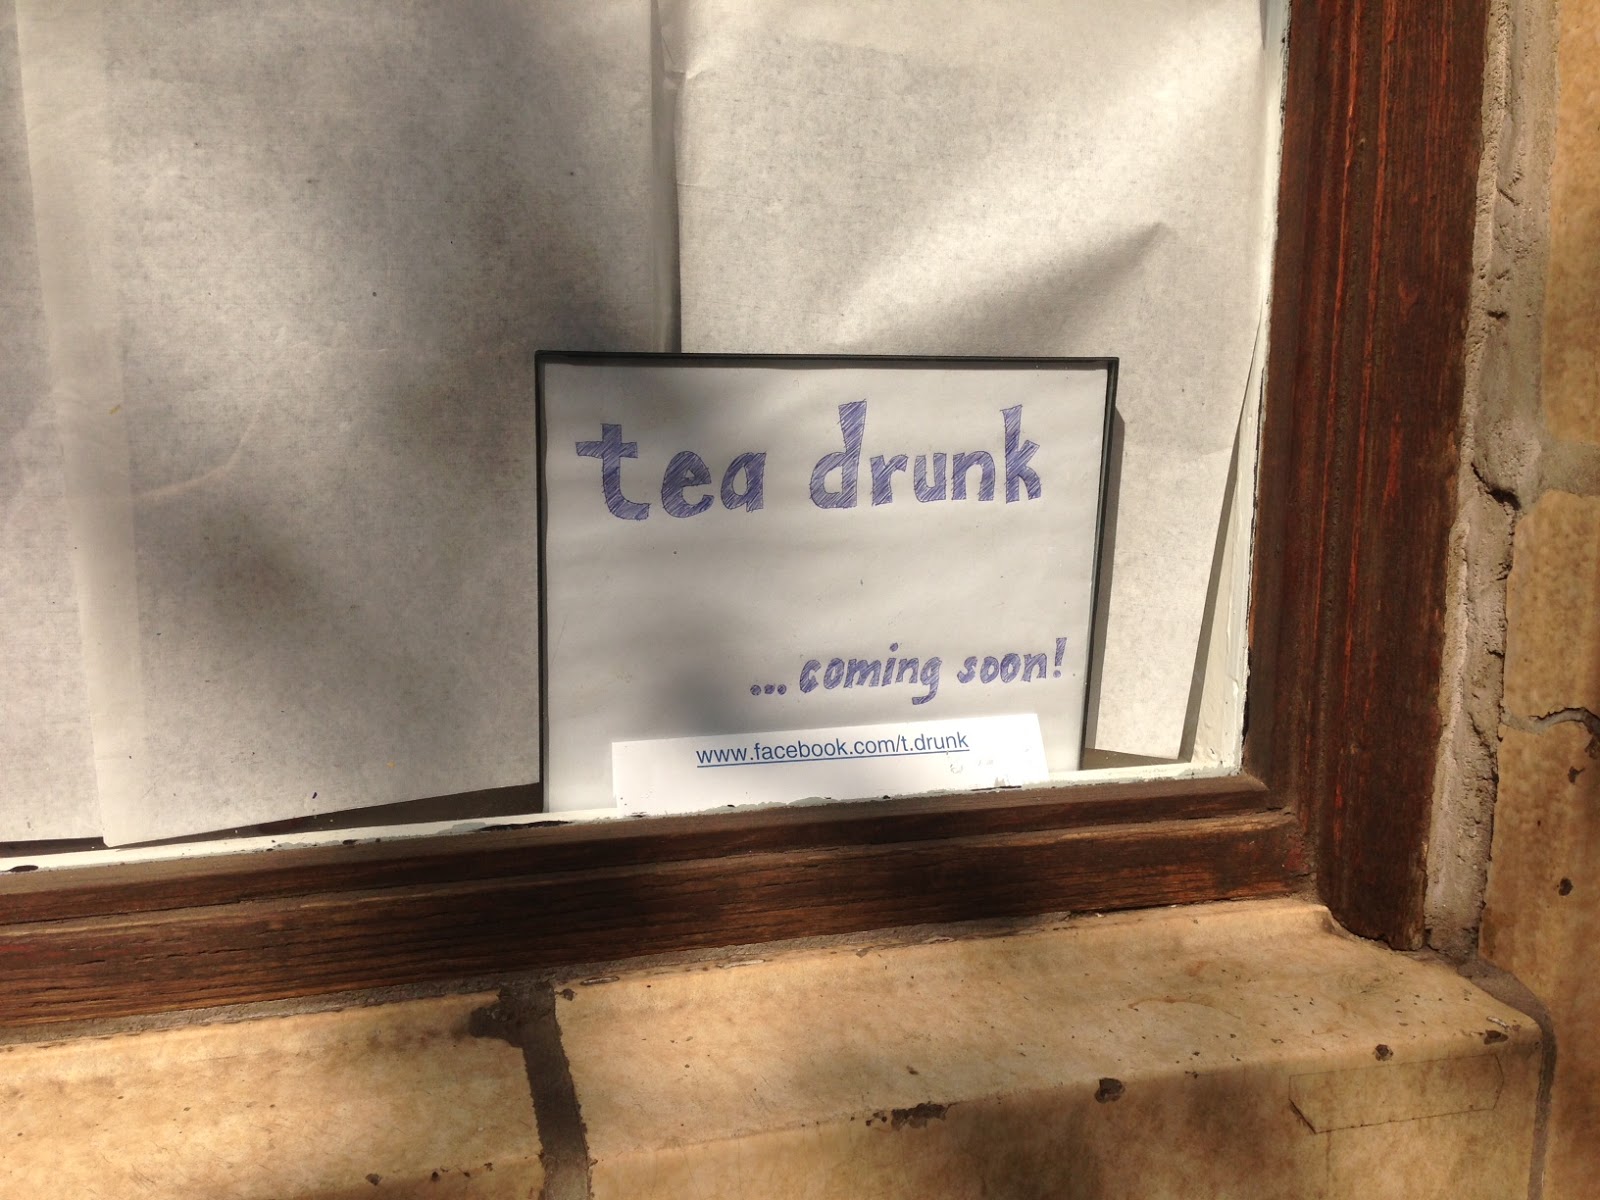 tea drunk
... coming soon!
www.facebook.com/t.drunk